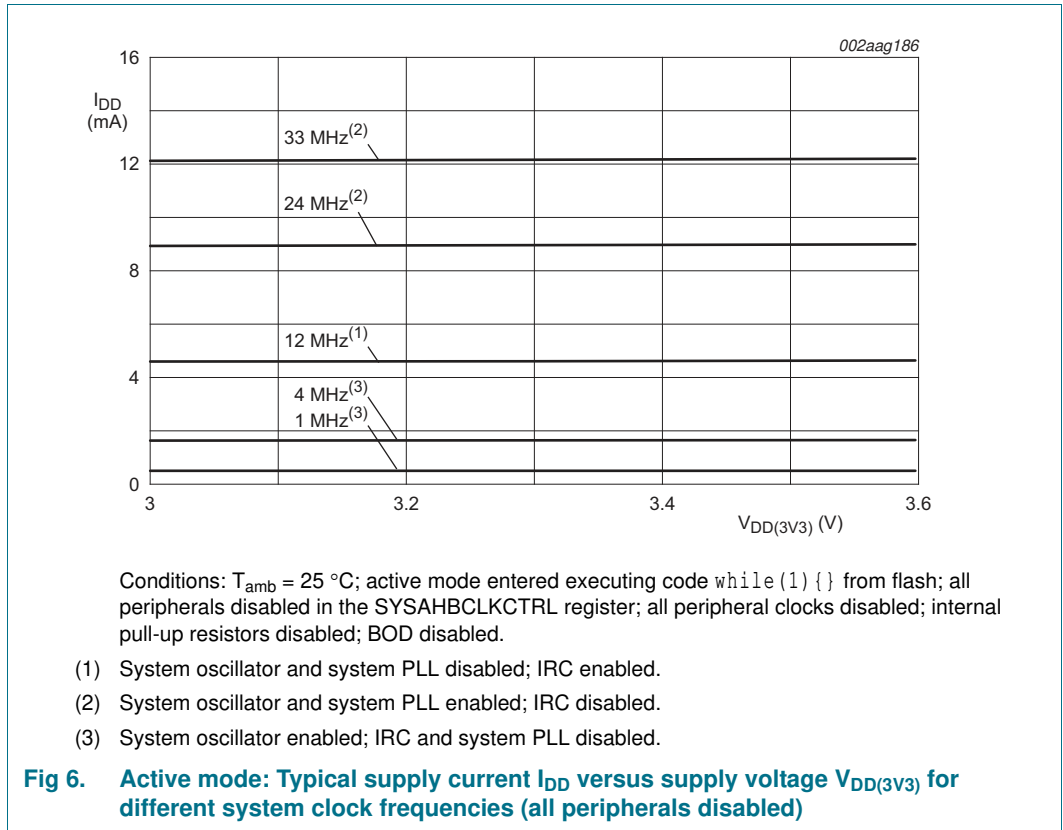 002aag186
16
I_DD
(mA)
33 MHz(2)
12
24 MHz(2)
8
12 MHz(1)
4
4 MHz(3)
1 MHz(3)
0
3
3.2
3.4
3.6
V_DD(3V3) (V)
Conditions: T_amb = 25 °C; active mode entered executing code while(1){} from flash; all
peripherals disabled in the SYSAHBCLKCTRL register; all peripheral clocks disabled; internal
pull-up resistors disabled; BOD disabled.
(1) System oscillator and system PLL disabled; IRC enabled.
(2) System oscillator and system PLL enabled; IRC disabled.
(3) System oscillator enabled; IRC and system PLL disabled.
Fig 6. Active mode: Typical supply current I_DD versus supply voltage V_DD(3V3) for
different system clock frequencies (all peripherals disabled)